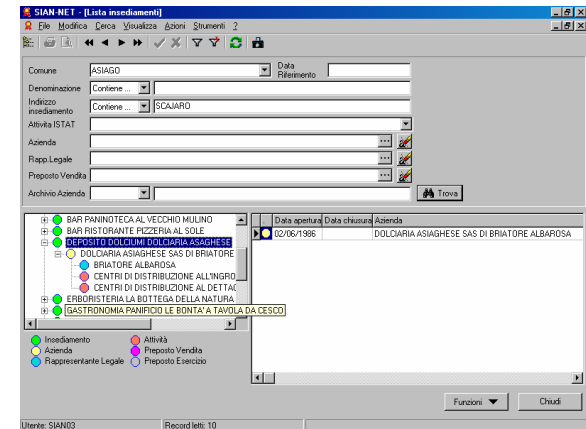 SIAN-NET - [Lista insediamenti]
File Modifica Cerca Visualizza Azioni Strumenti ?
Comune ASIAGO Data Riferimento
Denominazione Contiene ...
Indirizzo insediamento Contiene ... SCAJARO
Attivita ISTAT
Azienda
Rapp.Legale
Preposto Vendita
Archivio Azienda Trova
BAR PANINOTECA AL VECCHIO MULINO
BAR RISTORANTE PIZZERIA AL SOLE
DEPOSITO DOLCIUMI DOLCIARIA ASAGHESE
DOLCIARIA ASIAGHESE SAS DI BRIATORE
BRIATORE ALBAROSA
CENTRI DI DISTRIBUZIONE ALL'INGRO
CENTRI DI DISTRIBUZIONE AL DETTAG
ERBORISTERIA LA BOTTEGA DELLA NATURA
GASTRONOMIA PANIFICIO LE BONTA' A TAVOLA DA CESCO
Data apertura Data chiusura Azienda
02/06/1986 DOLCIARIA ASIAGHESE SAS DI BRIATORE ALBAROSA
Insediamento Attività
Azienda Preposto Vendita
Rappresentante Legale Preposto Esercizio
Funzioni Chiudi
Utente: SIAN03 Record letti: 10